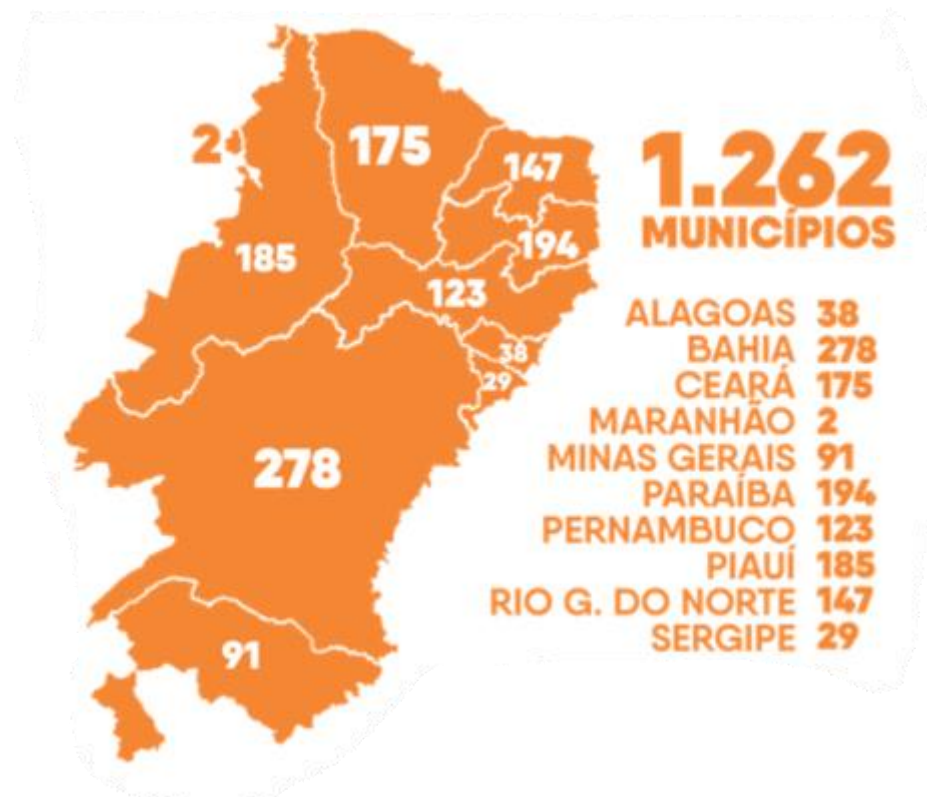 2
175
147
185
194
123
38
29
278
91
1.262
MUNICÍPIOS
ALAGOAS 38
BAHIA 278
CEARÁ 175
MARANHÃO 2
MINAS GERAIS 91
PARAÍBA 194
PERNAMBUCO 123
PIAUÍ 185
RIO G. DO NORTE 147
SERGIPE 29